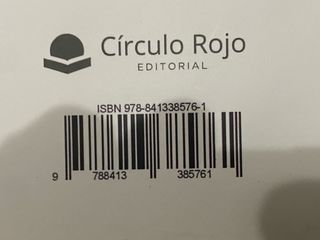 Círculo Rojo
EDITORIAL
ISBN 978-841338576-1
9 788413 385761